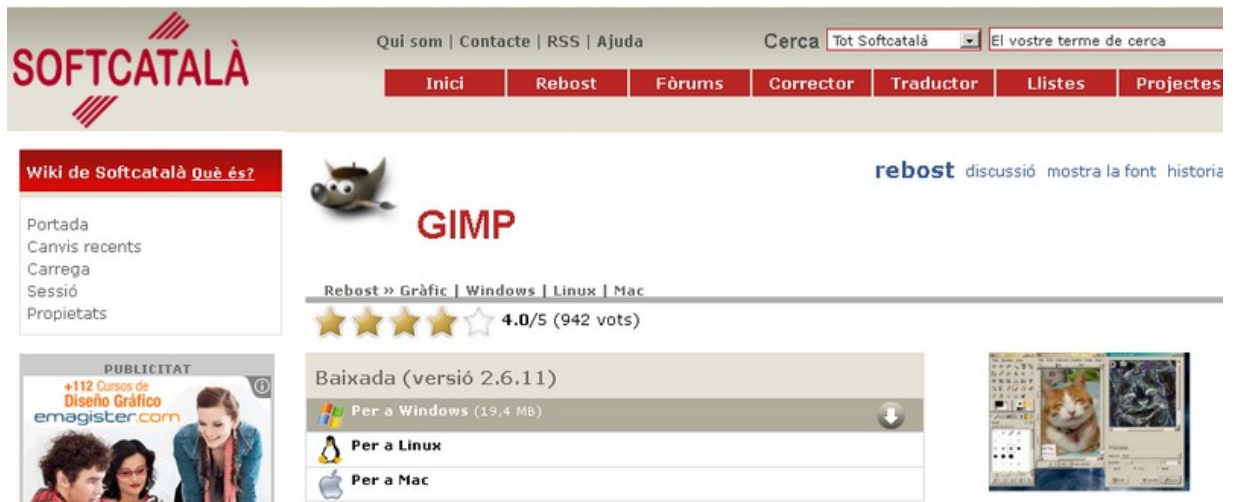 SOFTCATALÀ
Qui som | Contacte | RSS | Ajuda
Cerca Tot Softcatalà El vostre terme de cerca
Inici Rebost Fòrums Corrector Traductor Llistes Projectes
Wiki de Softcatalà Què és?
Portada
Canvis recents
Carrega
Sessió
Propietats
rebost discussió mostra la font historia
GIMP
Rebost » Gràfic | Windows | Linux | Mac
4.0/5 (942 vots)
PUBLICITAT
+112 Cursos de
Diseño Gráfico
emagister.com
Baixada (versió 2.6.11)
Per a Windows (19,4 MB)
Per a Linux
Per a Mac